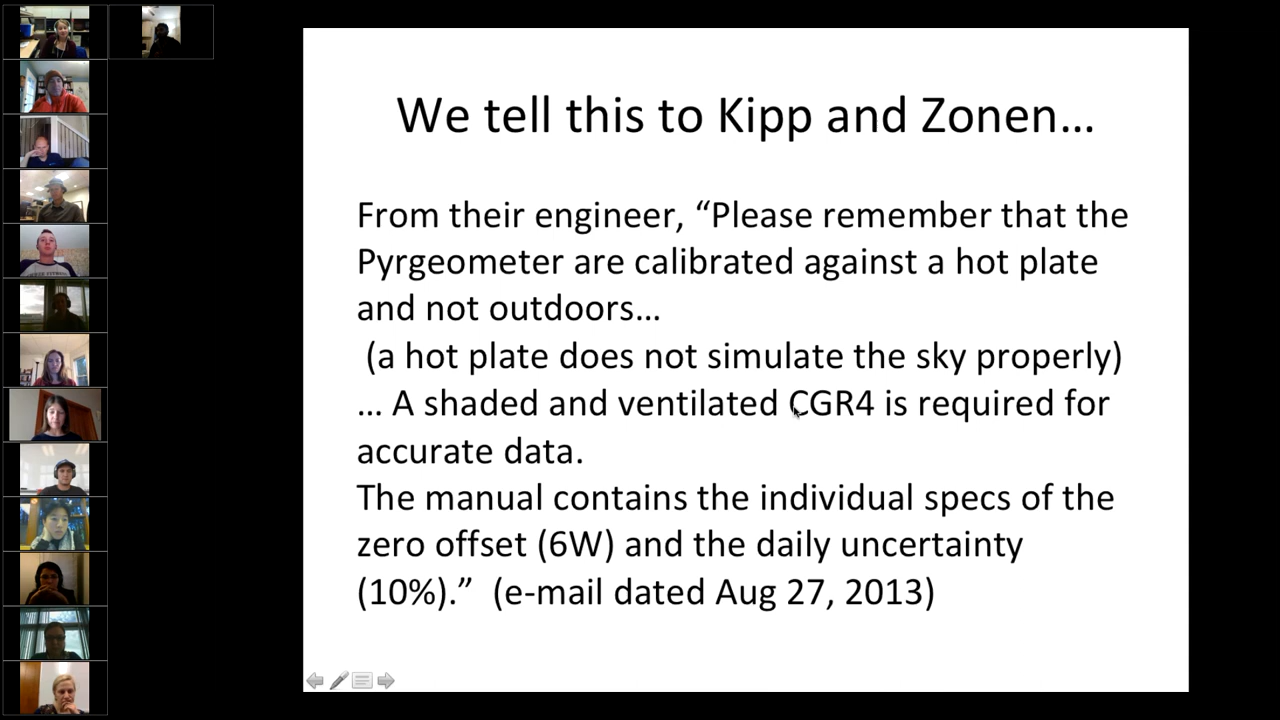 We tell this to Kipp and Zonen…
From their engineer, “Please remember that the
Pyrgeometer are calibrated against a hot plate
and not outdoors…
(a hot plate does not simulate the sky properly)
… A shaded and ventilated CGR4 is required for
accurate data.
The manual contains the individual specs of the
zero offset (6W) and the daily uncertainty
(10%).” (e-mail dated Aug 27, 2013)